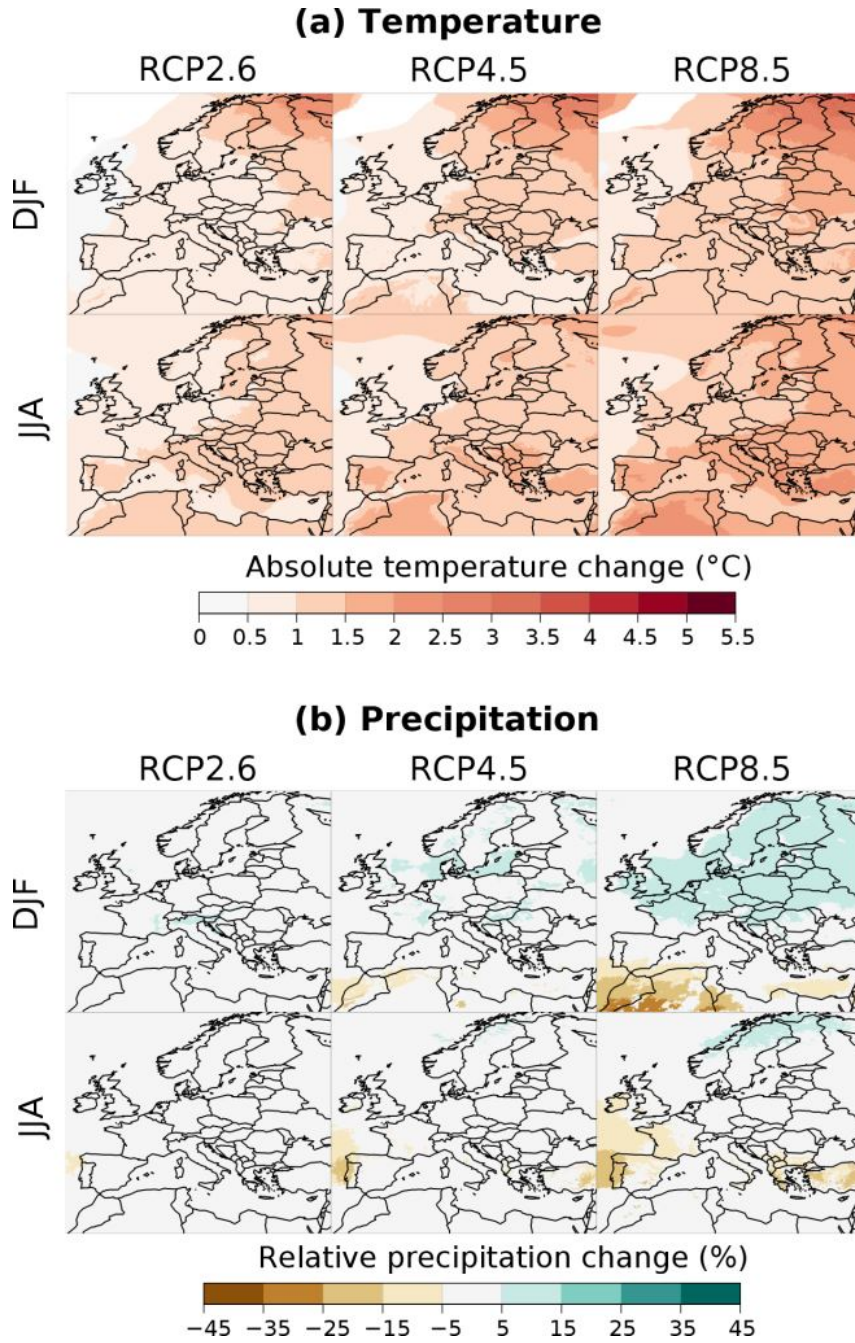 (a) Temperature
RCP2.6 RCP4.5 RCP8.5
DJF
JJA
Absolute temperature change (°C)
0 0.5 1 1.5 2 2.5 3 3.5 4 4.5 5 5.5
(b) Precipitation
RCP2.6 RCP4.5 RCP8.5
DJF
JJA
Relative precipitation change (%)
−45 −35 −25 −15 −5 5 15 25 35 45